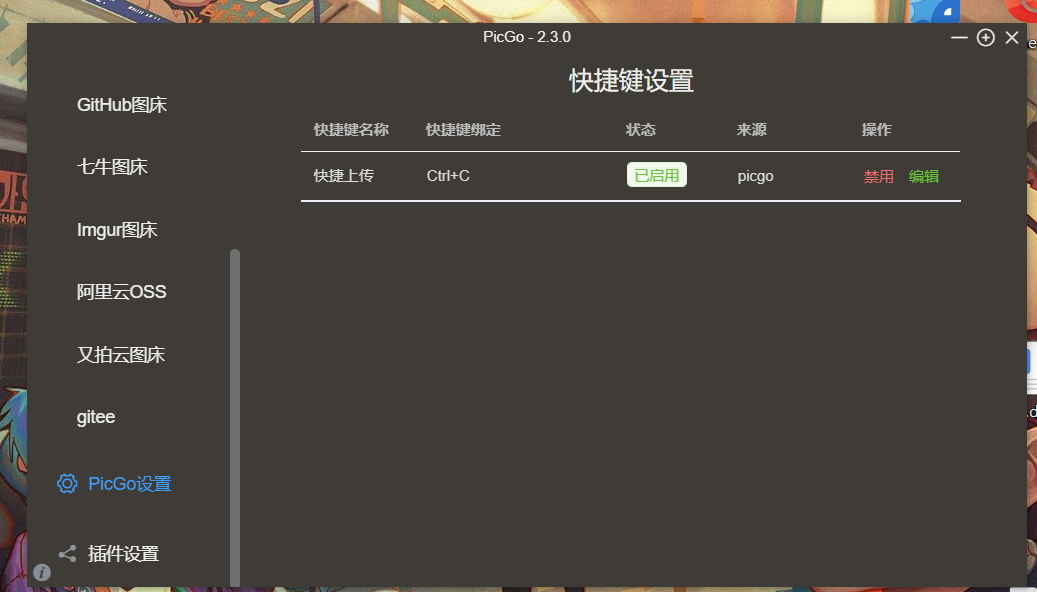 PicGo - 2.3.0
GitHub图床
七牛图床
Imgur图床
阿里云OSS
又拍云图床
gitee
PicGo设置
插件设置
快捷键设置
快捷键名称 快捷键绑定 状态 来源 操作
快捷上传 Ctrl+C 已启用 picgo 禁用 编辑